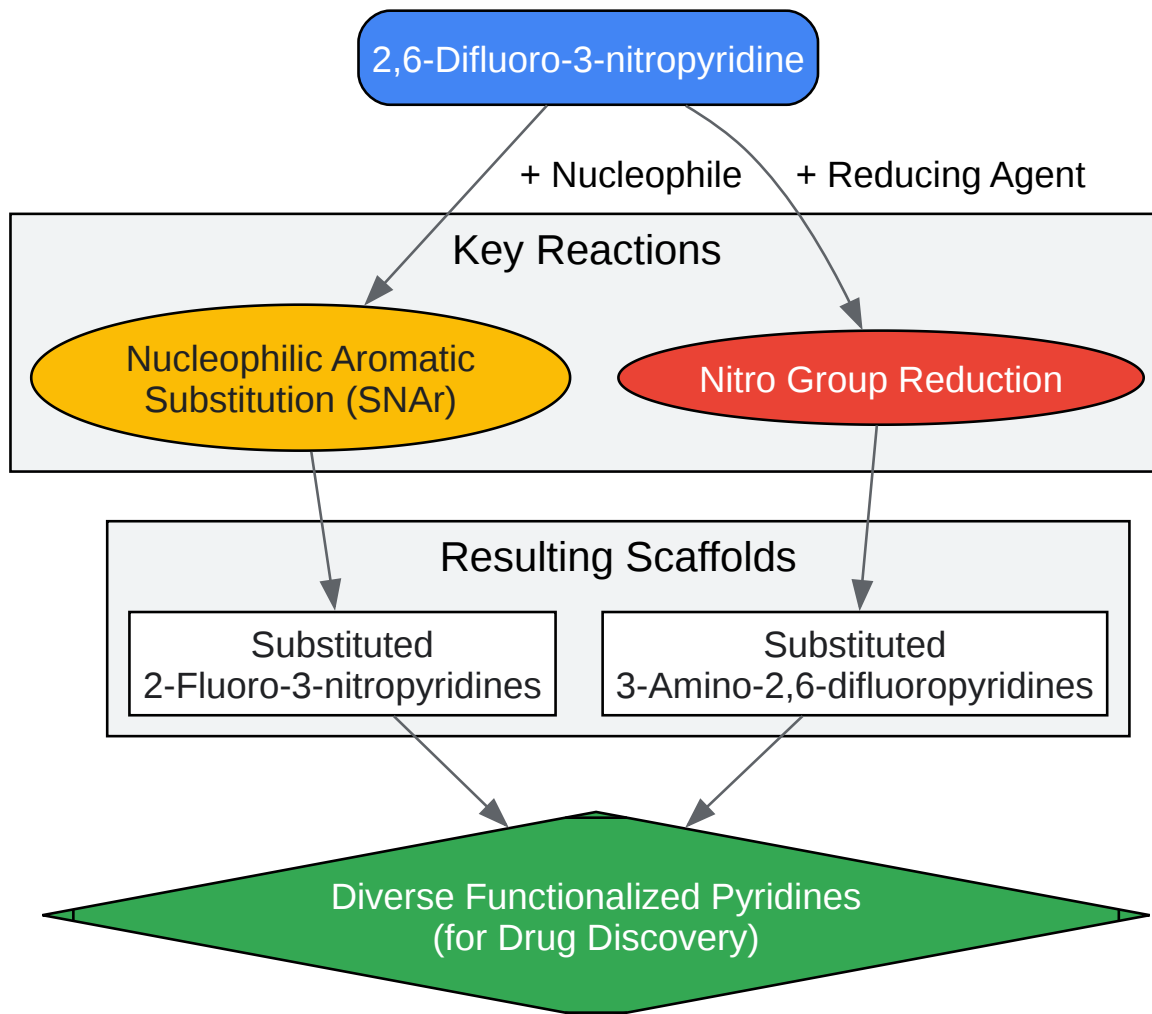 2,6-Difluoro-3-nitropyridine
+ Nucleophile
+ Reducing Agent
Key Reactions
Nucleophilic Aromatic
Substitution (SNAr)
Nitro Group Reduction
Resulting Scaffolds
Substituted
2-Fluoro-3-nitropyridines
Substituted
3-Amino-2,6-difluoropyridines
Diverse Functionalized Pyridines
(for Drug Discovery)